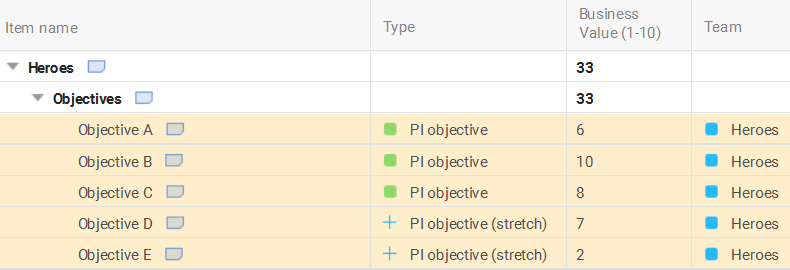 Item name Type Business Value (1-10) Team
Heroes 33
Objectives 33
Objective A PI objective 6 Heroes
Objective B PI objective 10 Heroes
Objective C PI objective 8 Heroes
Objective D PI objective (stretch) 7 Heroes
Objective E PI objective (stretch) 2 Heroes